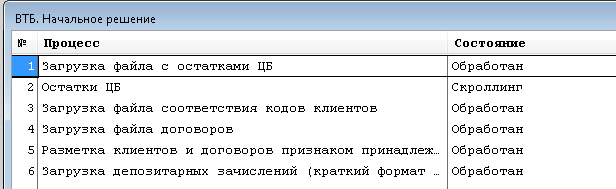 ВТБ. Начальное решение
№ Процесс Состояние
1 Загрузка файла с остатками ЦБ Обработан
2 Остатки ЦБ Скроллинг
3 Загрузка файла соответствия кодов клиентов Обработан
4 Загрузка файла договоров Обработан
5 Разметка клиентов и договоров признаком принадлеж... Обработан
6 Загрузка депозитарных зачислений (краткий формат ... Обработан